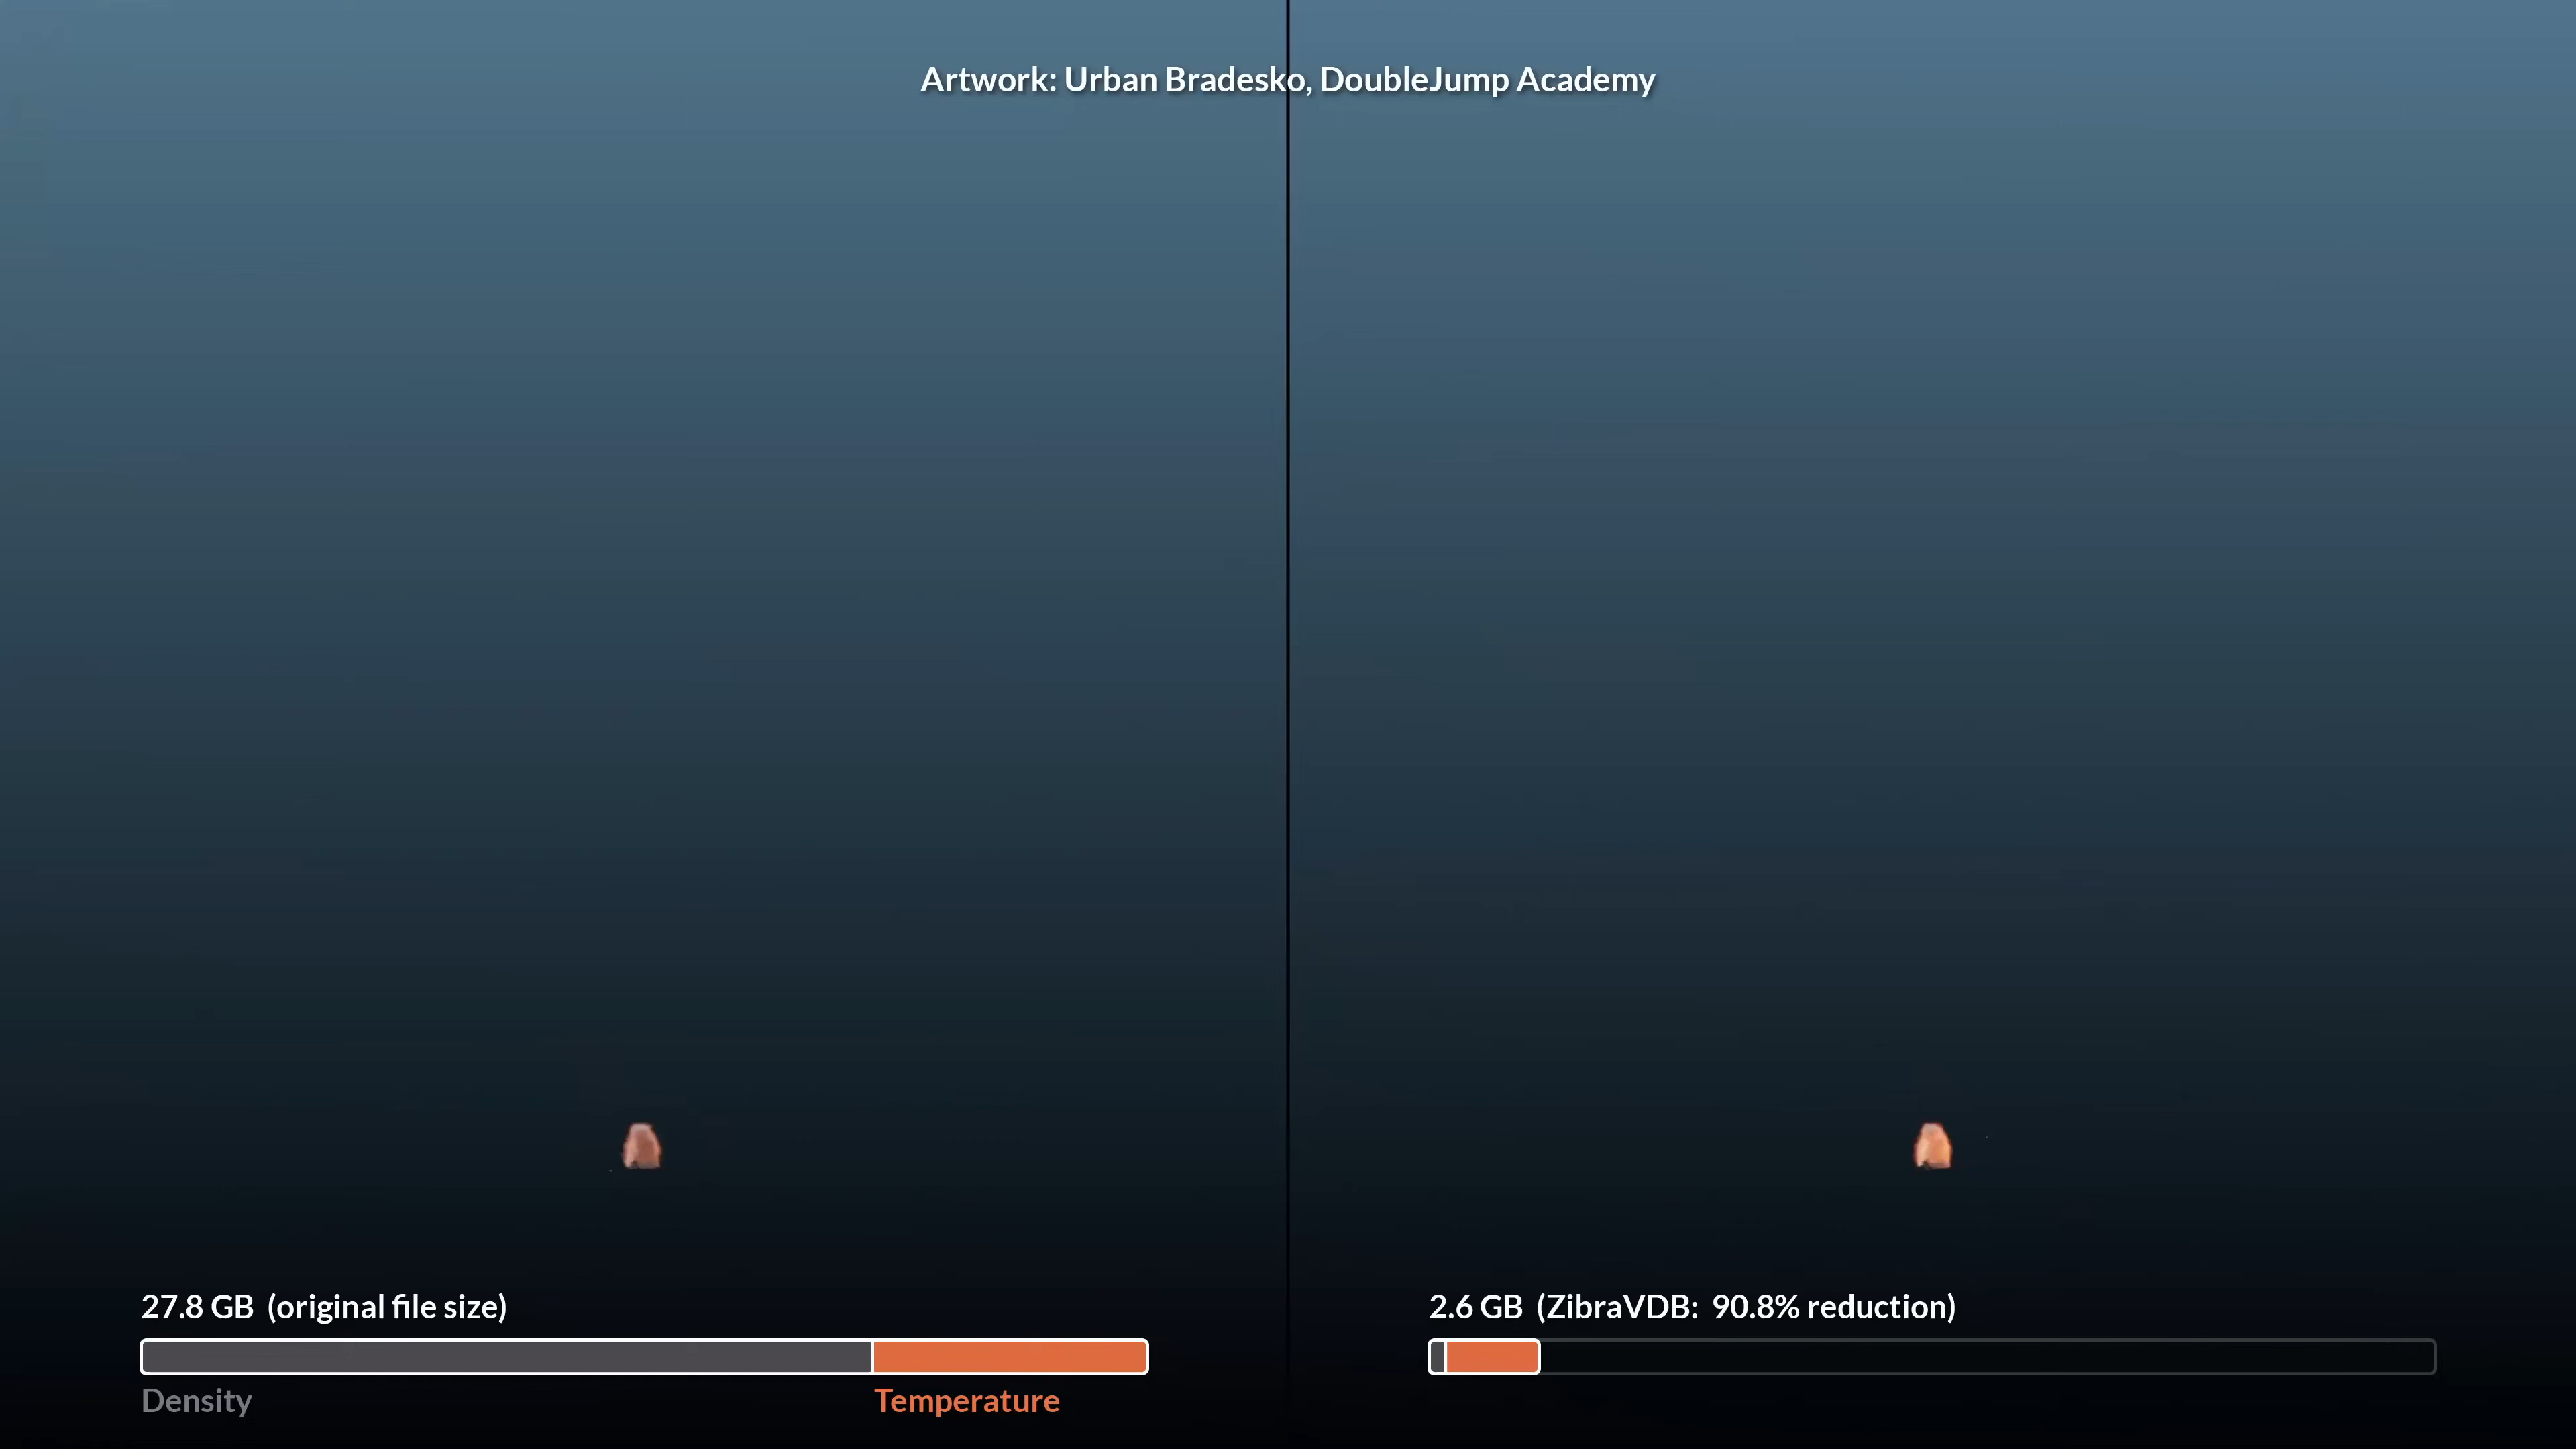 Artwork: Urban Bradesko, DoubleJump Academy
27.8 GB (original file size)
Density
Temperature
2.6 GB (ZibraVDB: 90.8% reduction)